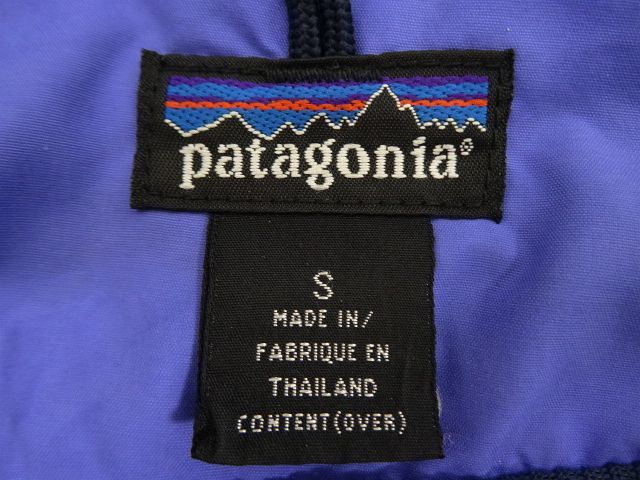 patagonia®
S
MADE IN/
FABRIQUE EN
THAILAND
CONTENT(OVER)